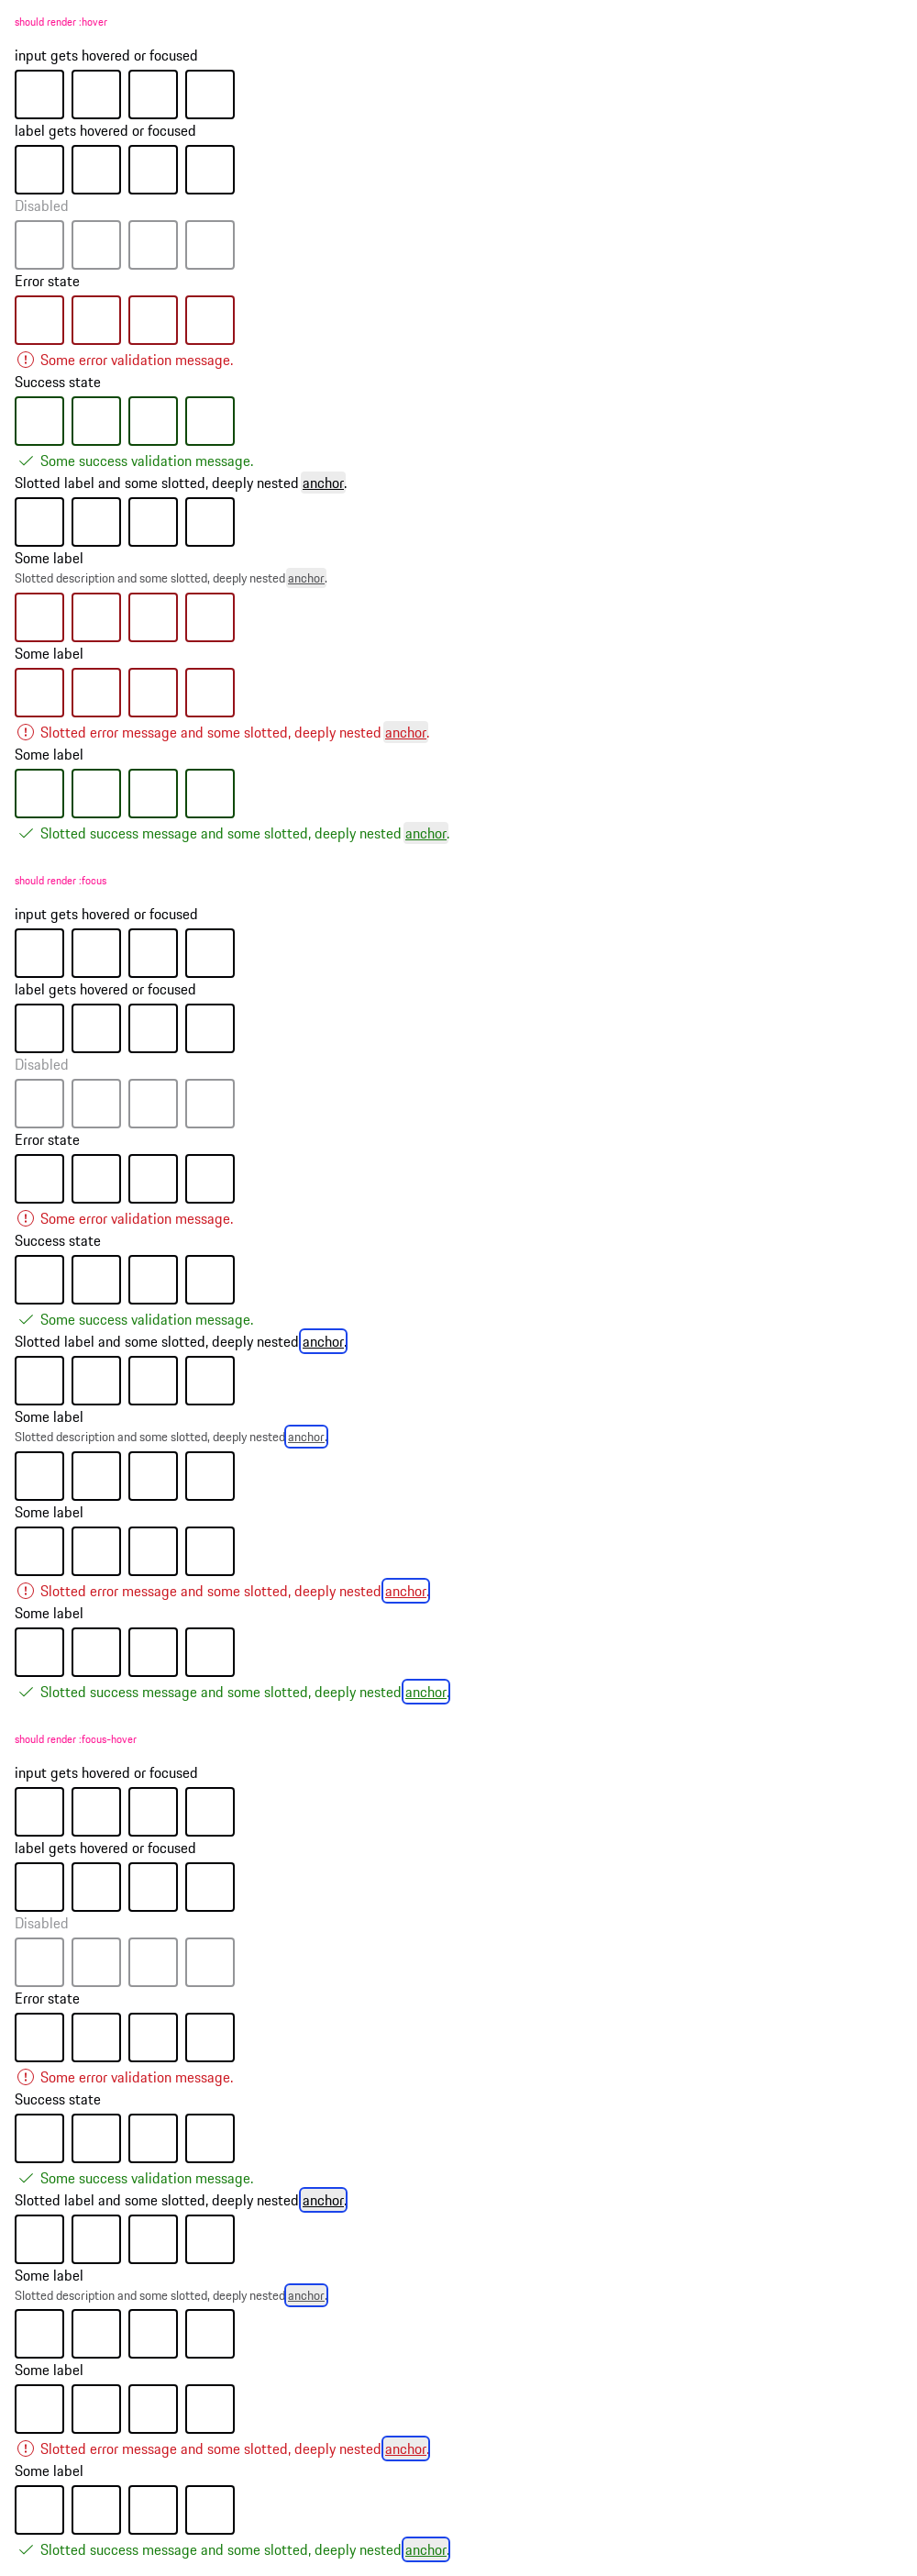 should render :hover
input gets hovered or focused
label gets hovered or focused
Disabled
Error state
Some error validation message.
Success state
Some success validation message.
Slotted label and some slotted, deeply nested anchor.
Some label
Slotted description and some slotted, deeply nested anchor.
Some label
Slotted error message and some slotted, deeply nested anchor.
Some label
Slotted success message and some slotted, deeply nested anchor.
should render :focus
input gets hovered or focused
label gets hovered or focused
Disabled
Error state
Some error validation message.
Success state
Some success validation message.
Slotted label and some slotted, deeply nested anchor.
Some label
Slotted description and some slotted, deeply nested anchor.
Some label
Slotted error message and some slotted, deeply nested anchor.
Some label
Slotted success message and some slotted, deeply nested anchor.
should render :focus-hover
input gets hovered or focused
label gets hovered or focused
Disabled
Error state
Some error validation message.
Success state
Some success validation message.
Slotted label and some slotted, deeply nested anchor.
Some label
Slotted description and some slotted, deeply nested anchor.
Some label
Slotted error message and some slotted, deeply nested anchor.
Some label
Slotted success message and some slotted, deeply nested anchor.